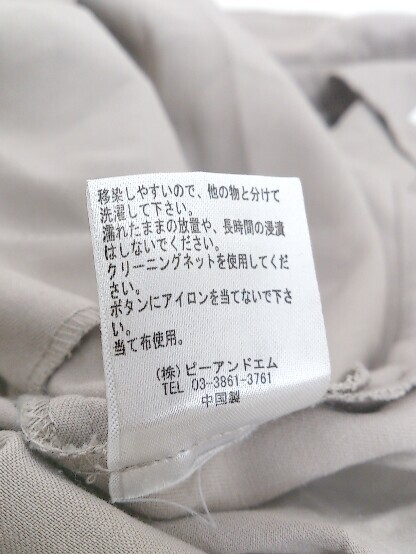 移染しやすいので、他の物と分けて
洗濯して下さい。
濡れたままの放置や、長時間の浸漬
はしないでください。
クリーニングネットを使用してくだ
さい。
ボタンにアイロンを当てないで下さ
い。
当て布使用。
(株)ピーアンドエム
TEL 03-3861-3761
中国製